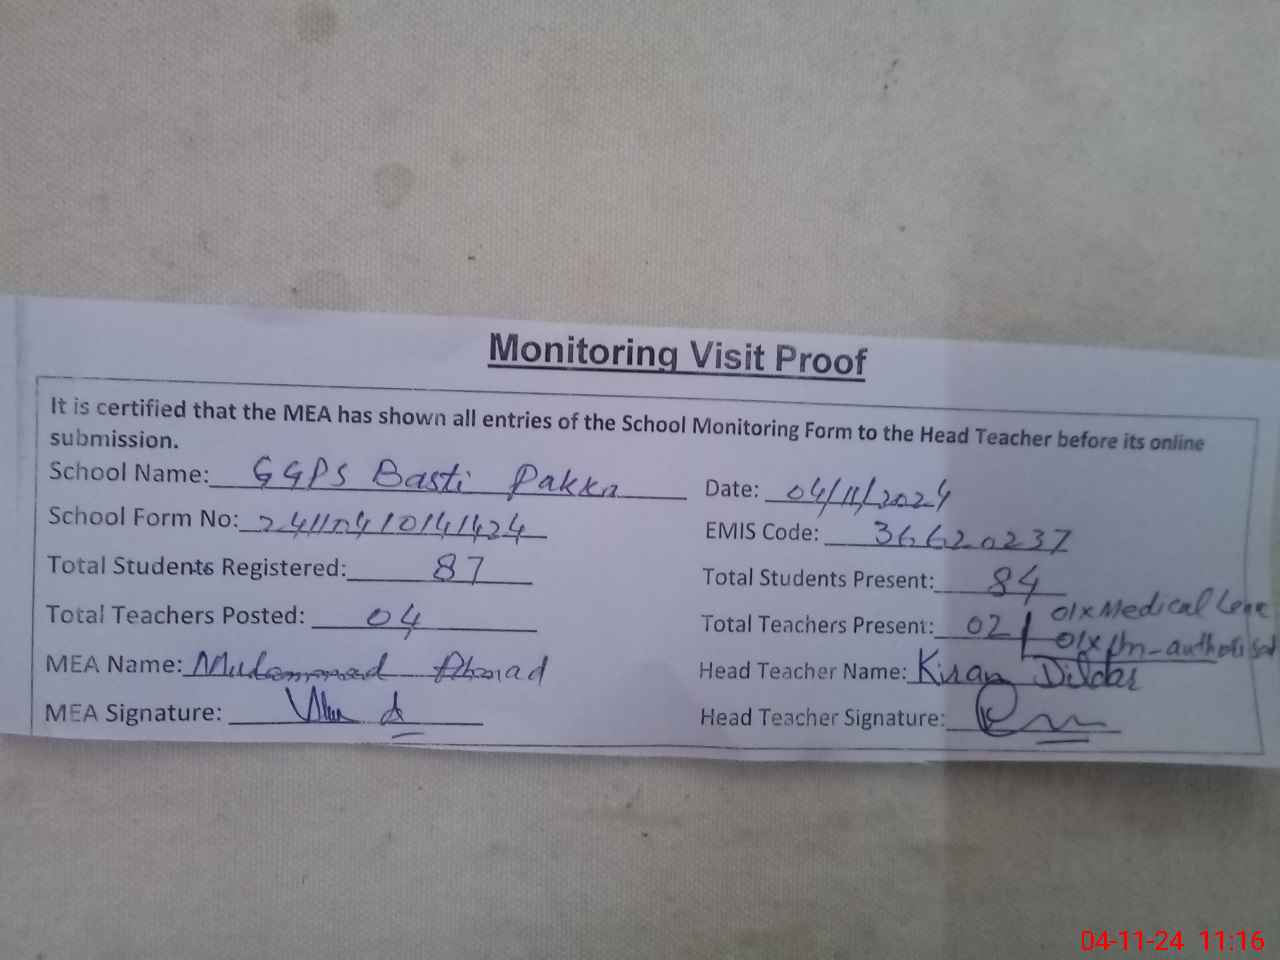 Monitoring Visit Proof
It is certified that the MEA has shown all entries of the School Monitoring Form to the Head Teacher before its online
submission.
School Name: GGPS Basti Pakka
Date: 04/11/2024
School Form No: 24110410141424
EMIS Code: 36620237
Total Students Registered: 87
Total Students Present: 84
Total Teachers Posted: 04
Total Teachers Present: 02
01x Medical Leave
01x Un-authorised
MEA Name: Muhammad Ahmad
Head Teacher Name: Kiran Dildar
MEA Signature:
Head Teacher Signature:
04-11-24 11:16